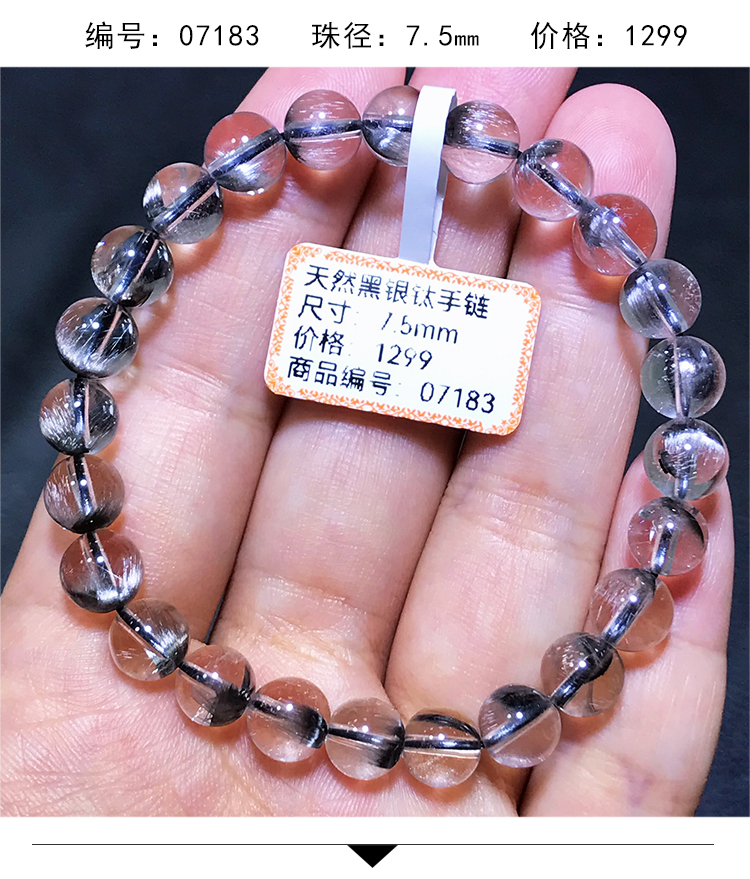 编号：07183 珠径：7.5mm 价格：1299
天然黑银钛手链
尺寸: 7.5mm
价格: 1299
商品编号: 07183